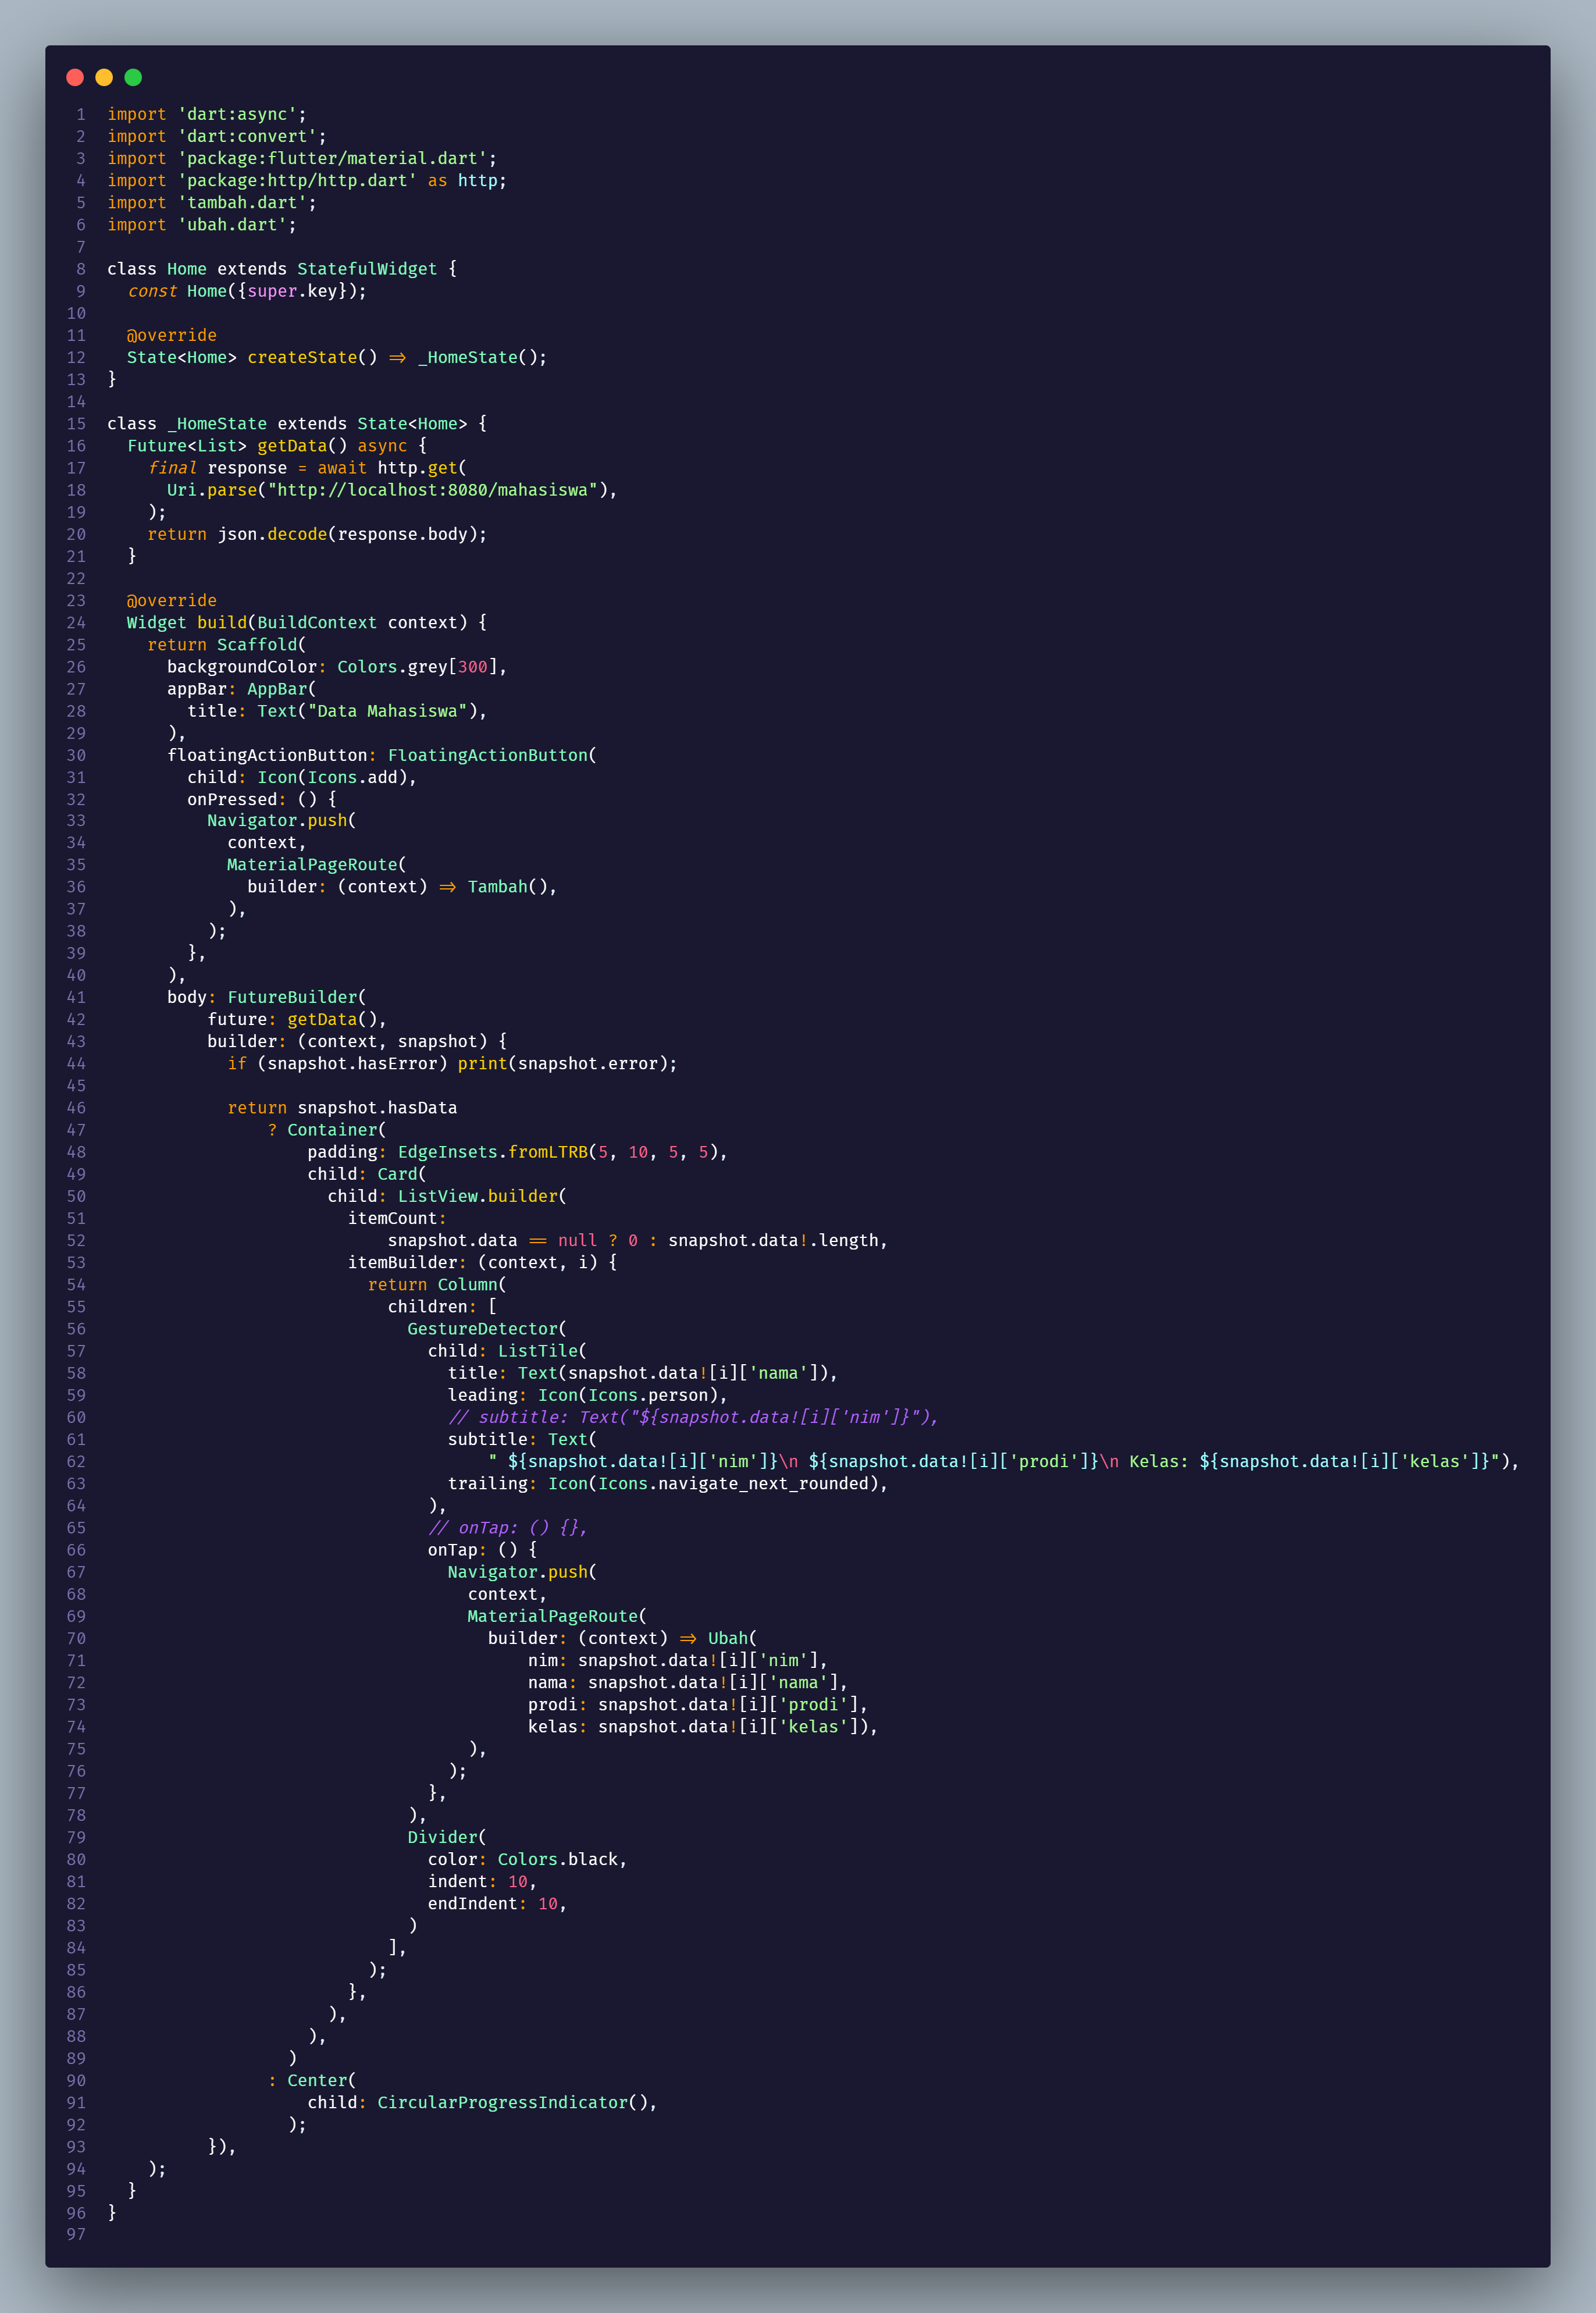 1 import 'dart:async';
2 import 'dart:convert';
3 import 'package:flutter/material.dart';
4 import 'package:http/http.dart' as http;
5 import 'tambah.dart';
6 import 'ubah.dart';
7
8 class Home extends StatefulWidget {
9   const Home({super.key});
10
11   @override
12   State<Home> createState() => _HomeState();
13 }
14
15 class _HomeState extends State<Home> {
16   Future<List> getData() async {
17     final response = await http.get(
18       Uri.parse("http://localhost:8080/mahasiswa"),
19     );
20     return json.decode(response.body);
21   }
22
23   @override
24   Widget build(BuildContext context) {
25     return Scaffold(
26       backgroundColor: Colors.grey[300],
27       appBar: AppBar(
28         title: Text("Data Mahasiswa"),
29       ),
30       floatingActionButton: FloatingActionButton(
31         child: Icon(Icons.add),
32         onPressed: () {
33           Navigator.push(
34             context,
35             MaterialPageRoute(
36               builder: (context) => Tambah(),
37             ),
38           );
39         },
40       ),
41       body: FutureBuilder(
42           future: getData(),
43           builder: (context, snapshot) {
44             if (snapshot.hasError) print(snapshot.error);
45
46             return snapshot.hasData
47                 ? Container(
48                     padding: EdgeInsets.fromLTRB(5, 10, 5, 5),
49                     child: Card(
50                       child: ListView.builder(
51                         itemCount:
52                             snapshot.data == null ? 0 : snapshot.data!.length,
53                         itemBuilder: (context, i) {
54                           return Column(
55                             children: [
56                               GestureDetector(
57                                 child: ListTile(
58                                   title: Text(snapshot.data![i]['nama']),
59                                   leading: Icon(Icons.person),
60                                   // subtitle: Text("${snapshot.data![i]['nim']}"),
61                                   subtitle: Text(
62                                       " ${snapshot.data![i]['nim']}\n ${snapshot.data![i]['prodi']}\n Kelas: ${snapshot.data![i]['kelas']}"),
63                                   trailing: Icon(Icons.navigate_next_rounded),
64                                 ),
65                                 // onTap: () {},
66                                 onTap: () {
67                                   Navigator.push(
68                                     context,
69                                     MaterialPageRoute(
70                                       builder: (context) => Ubah(
71                                           nim: snapshot.data![i]['nim'],
72                                           nama: snapshot.data![i]['nama'],
73                                           prodi: snapshot.data![i]['prodi'],
74                                           kelas: snapshot.data![i]['kelas']),
75                                     ),
76                                   );
77                                 },
78                               ),
79                               Divider(
80                                 color: Colors.black,
81                                 indent: 10,
82                                 endIndent: 10,
83                               )
84                             ],
85                           );
86                         },
87                       ),
88                     ),
89                   )
90                 : Center(
91                     child: CircularProgressIndicator(),
92                   );
93           }),
94     );
95   }
96 }
97